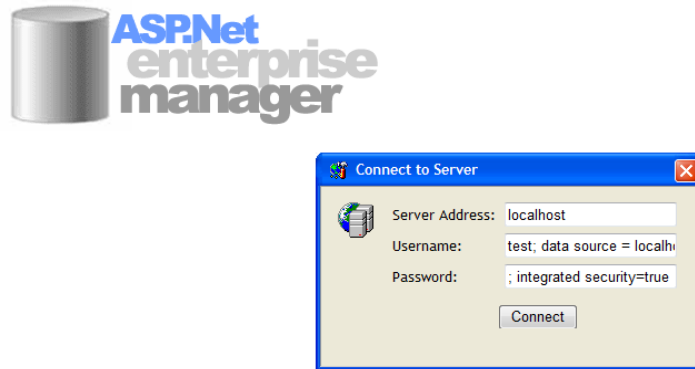 ASP.Net
enterprise
manager
Connect to Server
Server Address: localhost
Username: test; data source = localh
Password: ; integrated security=true
Connect